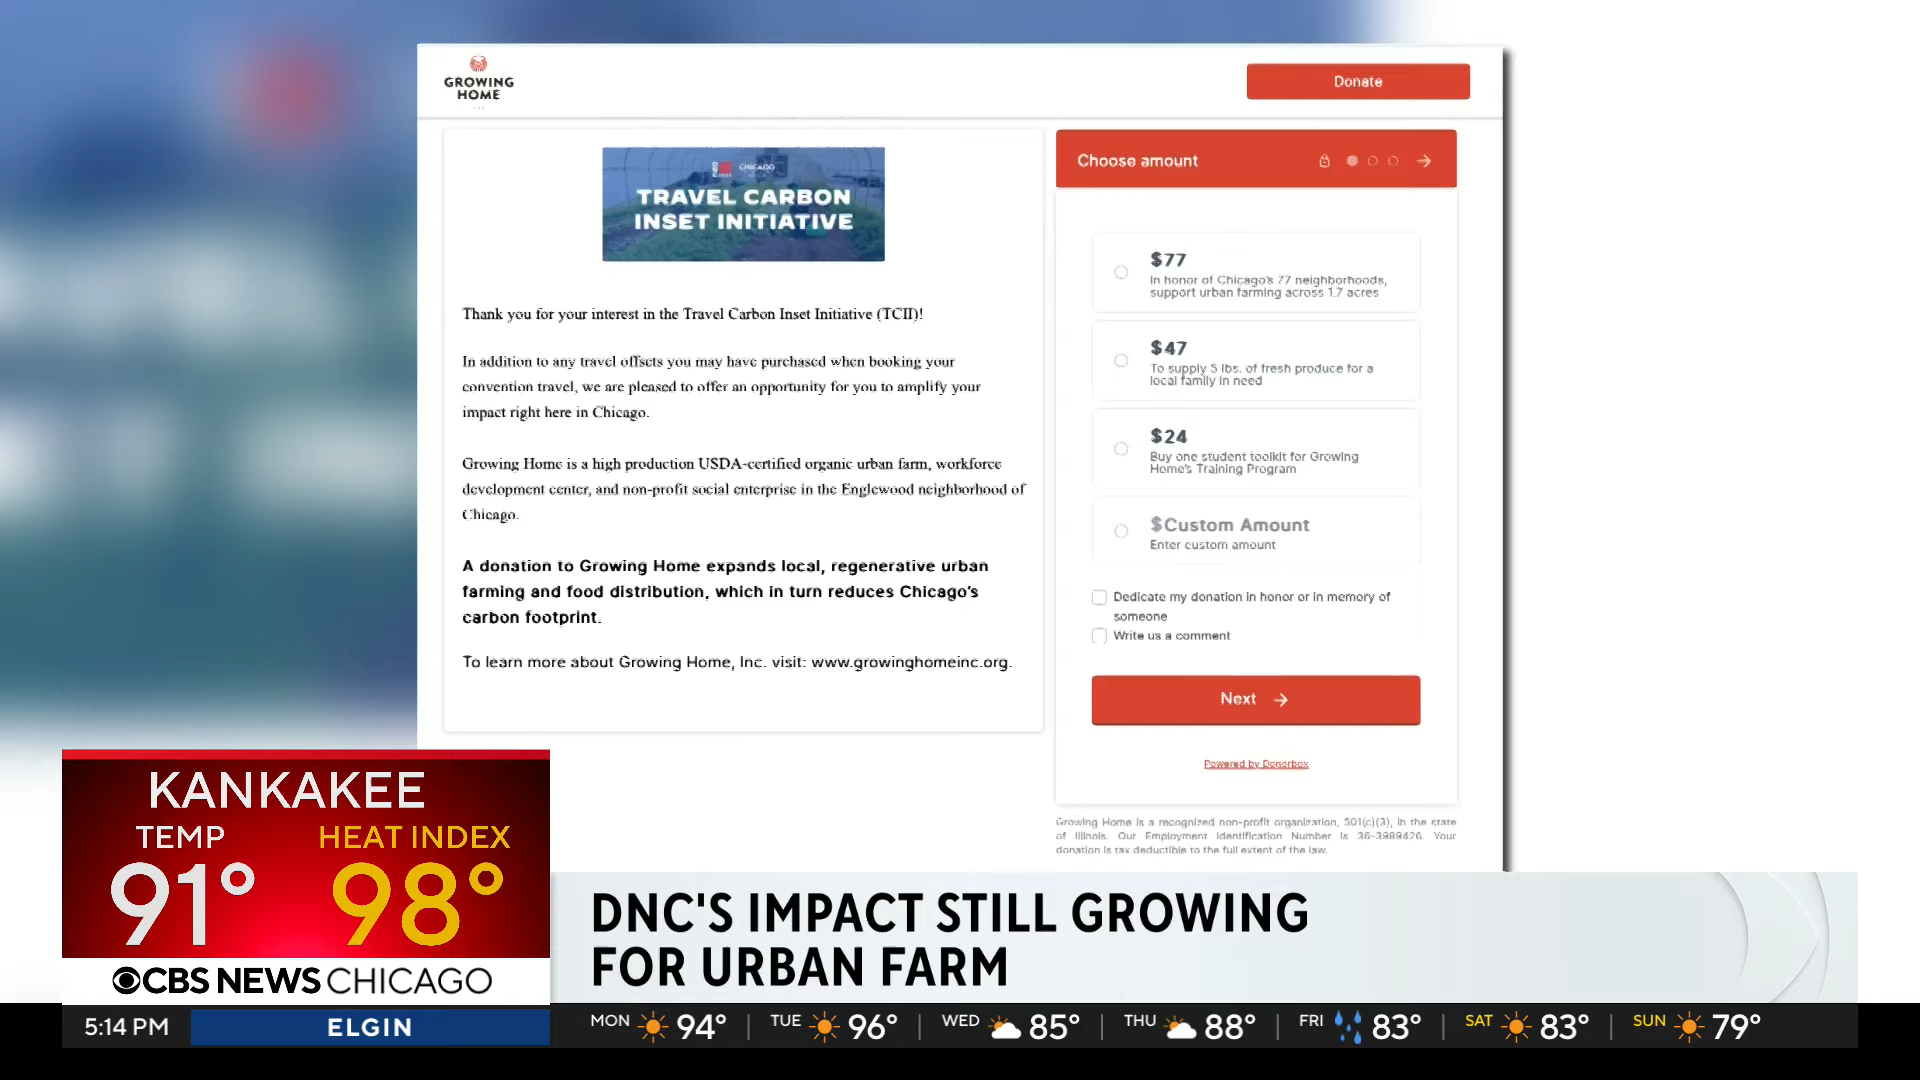 GROWING
HOME
Donate
CHICAGO
TRAVEL CARBON
INSET INITIATIVE
Thank you for your interest in the Travel Carbon Inset Initiative (TCII)!
In addition to any travel offsets you may have purchased when booking your
convention travel, we are pleased to offer an opportunity for you to amplify your
impact right here in Chicago.
Growing Home is a high production USDA-certified organic urban farm, workforce
development center, and non-profit social enterprise in the Englewood neighborhood of
Chicago.
A donation to Growing Home expands local, regenerative urban
farming and food distribution, which in turn reduces Chicago's
carbon footprint.
To learn more about Growing Home, Inc. visit: www.growinghomeinc.org.
Choose amount
$77
In honor of Chicago's 77 neighborhoods,
support urban farming across 1.7 acres
$47
To supply 5 lbs. of fresh produce for a
local family in need
$24
Buy one student toolkit for Growing
Home's Training Program
$Custom Amount
Enter custom amount
Dedicate my donation in honor or in memory of
someone
Write us a comment
Next
Powered by Donorbox
Growing Home is a recognized non-profit organization, 501(c)(3), in the state
of Illinois. Our Employment Identification Number is 36-3989426. Your
donation is tax deductible to the full extent of the law.
KANKAKEE
TEMP HEAT INDEX
91° 98°
CBS NEWS CHICAGO
DNC'S IMPACT STILL GROWING
FOR URBAN FARM
5:14 PM ELGIN MON 94° TUE 96° WED 85° THU 88° FRI 83° SAT 83° SUN 79°